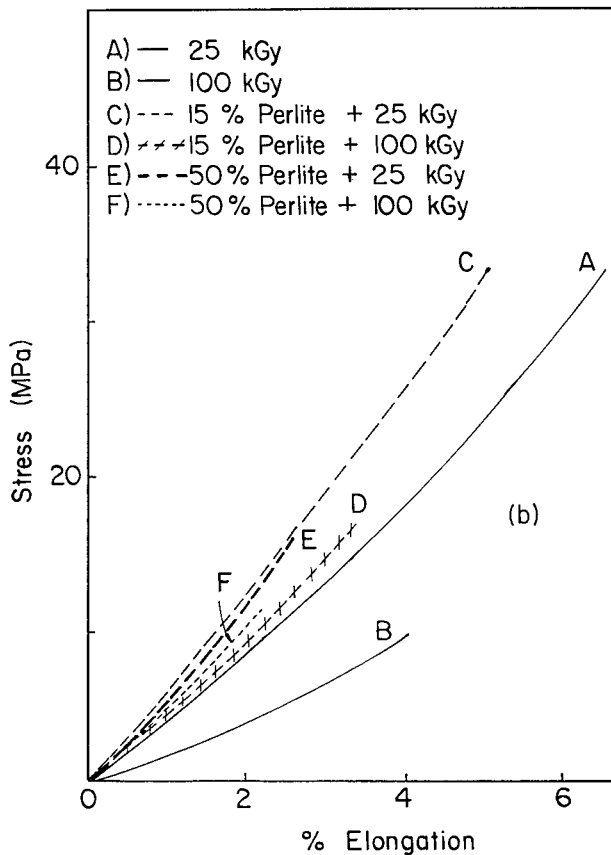 A) — 25 kGy
B) — 100 kGy
C) --- 15 % Perlite + 25 kGy
D) ⊀⊀⊀ 15 % Perlite + 100 kGy
E) --- 50% Perlite + 25 kGy
F) ----- 50% Perlite + 100 kGy
40
C
A
Stress (MPa)
20
D
(b)
E
F
B
0
0
2
4
6
% Elongation